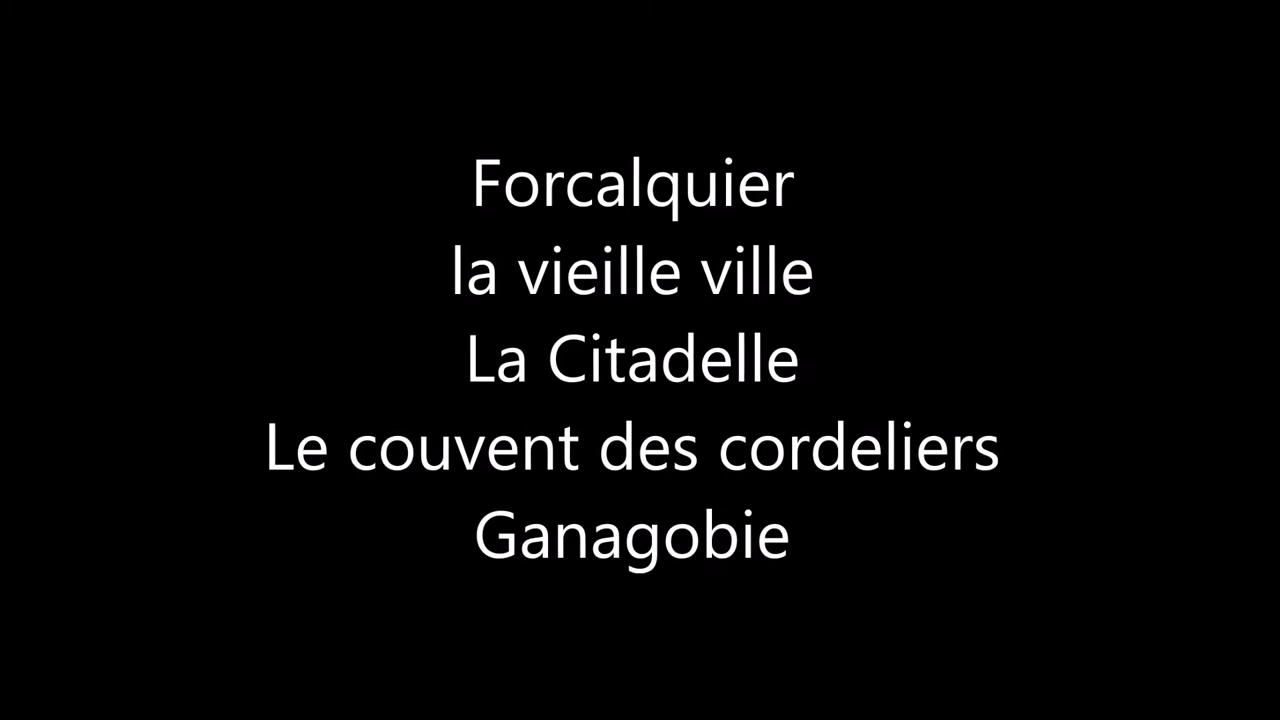 Forcalquier
la vieille ville
La Citadelle
Le couvent des cordeliers
Ganagobie